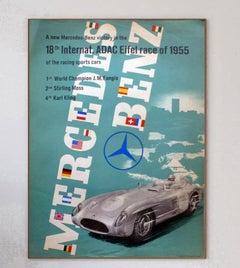 A new Mercedes-Benz victory in the
18th Internat. ADAC Eifel race of 1955
of the racing sports cars
1st World Champion J.M. Fangio
2nd Stirling Moss
4th Karl Kling
MERCEDES
BENZ